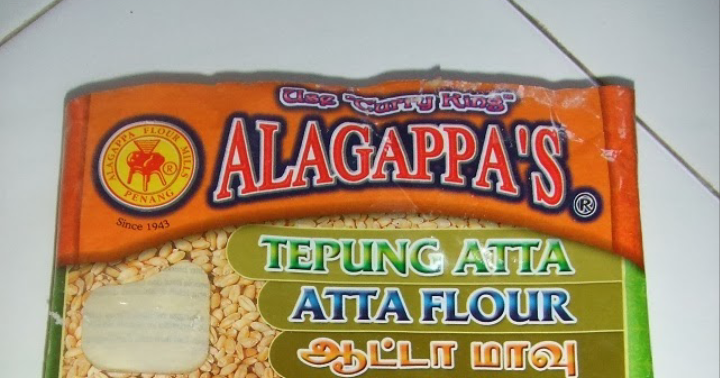 Use "Curry King"
ALAGAPPA'S®
ALAGAPPA FLOUR MILLS
®
PENANG
Since 1943
TEPUNG ATTA
ATTA FLOUR
ஆட்டா மாவு